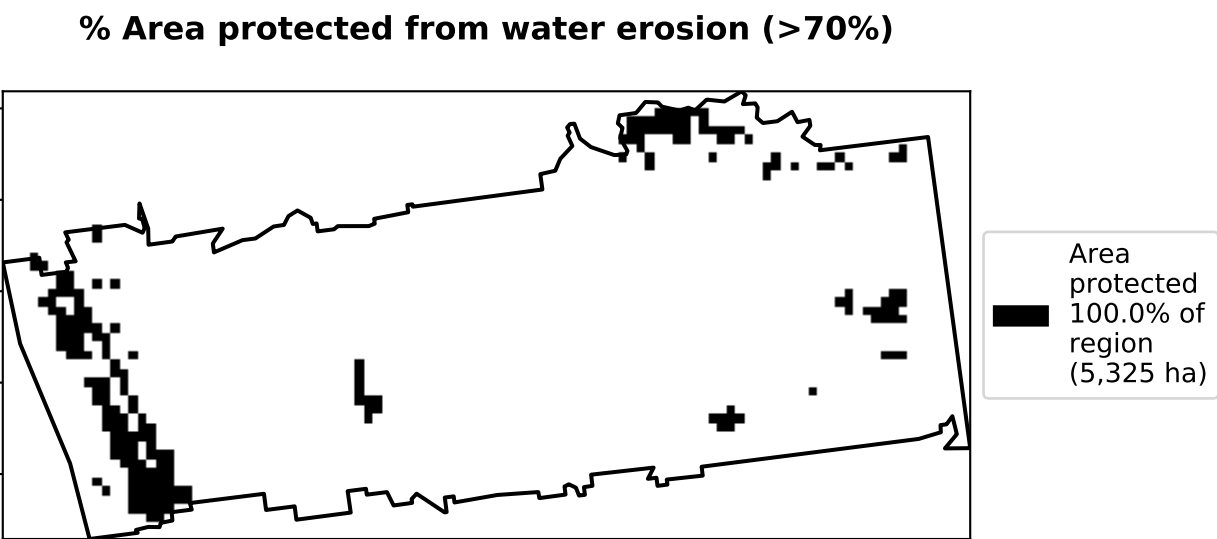 % Area protected from water erosion (>70%)
Area
protected
100.0% of
region
(5,325 ha)